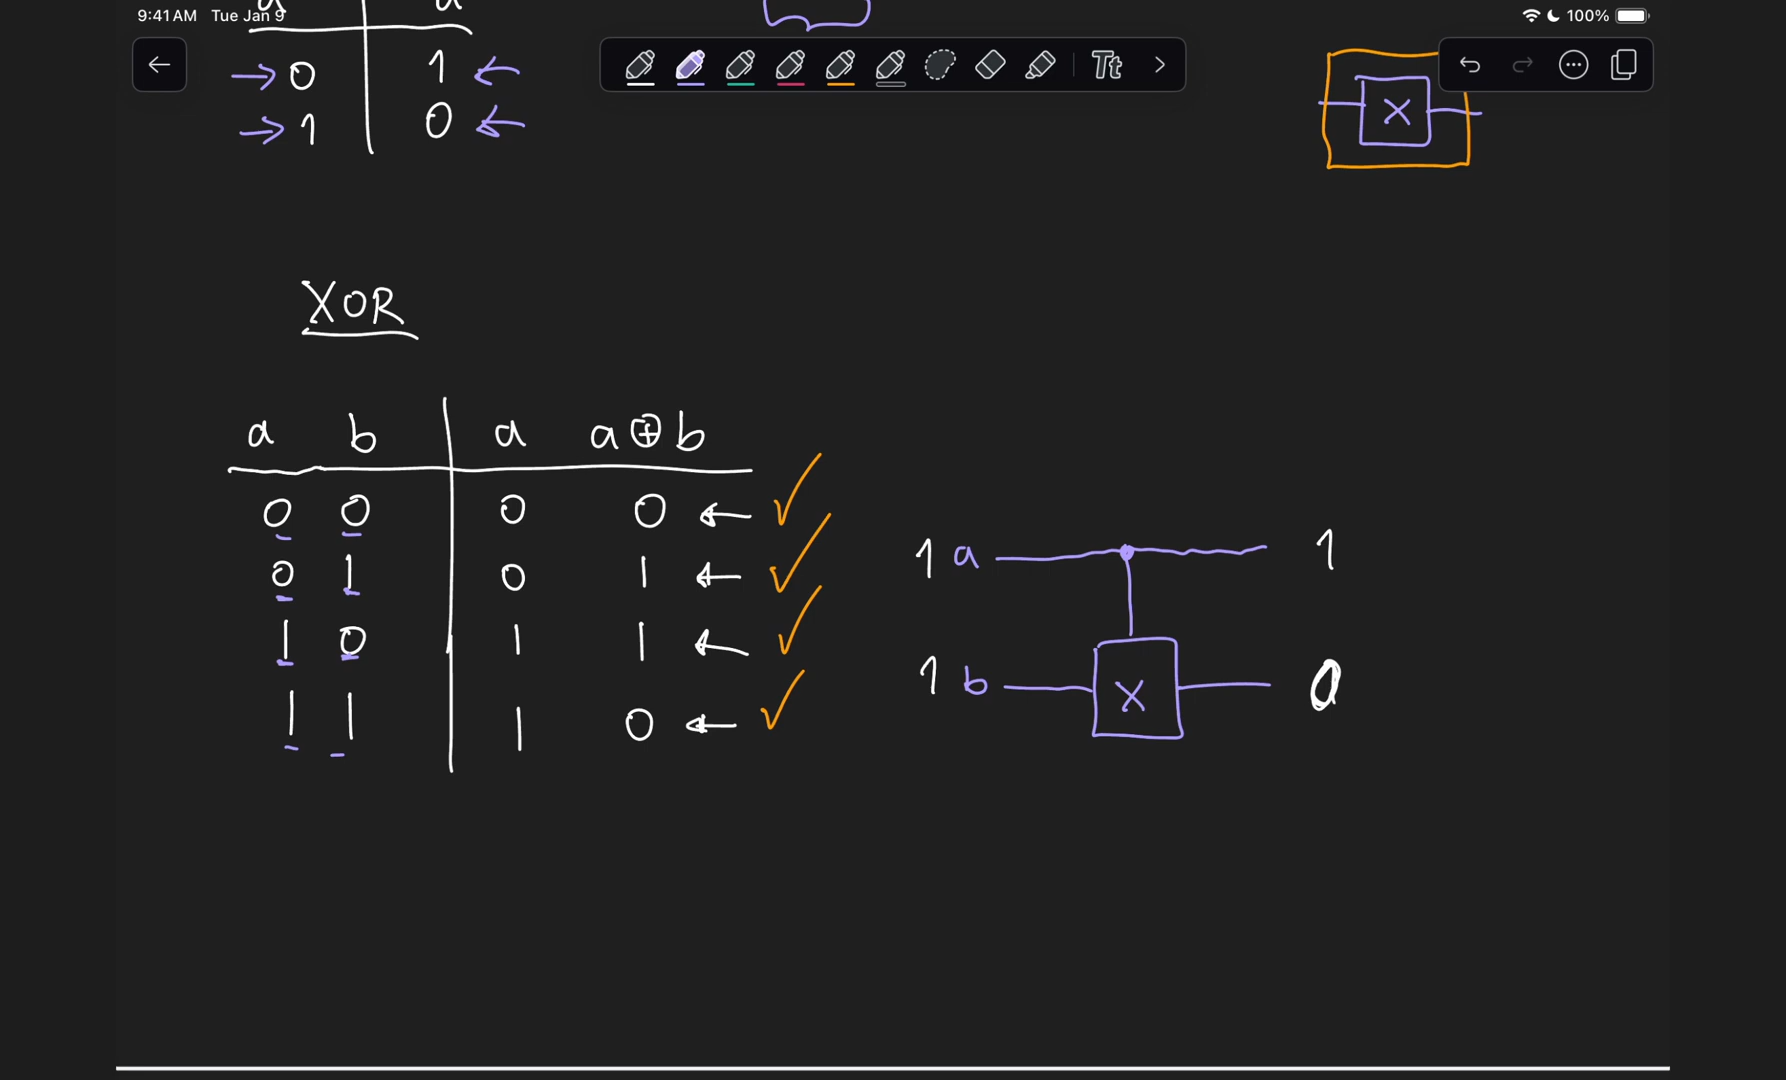 9:41 AM Tue Jan 9
100%
0 1
1 0
Tt
X
XOR
a b a a ⊕ b
0 0 0 0
0 1 0 1
1 0 1 1
1 1 1 0
1 a 1
1 b 0
X